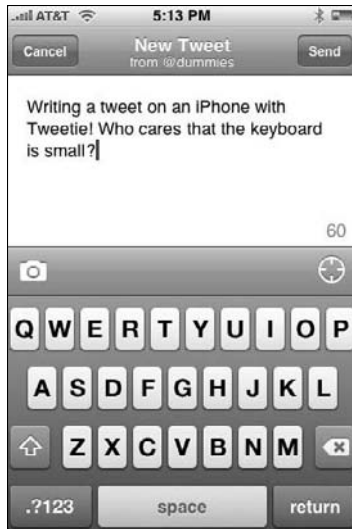 AT&T 5:13 PM
Cancel New Tweet Send
from @dummies
Writing a tweet on an iPhone with
Tweetie! Who cares that the keyboard
is small?
60
Q W E R T Y U I O P
A S D F G H J K L
Z X C V B N M
.?123 space return